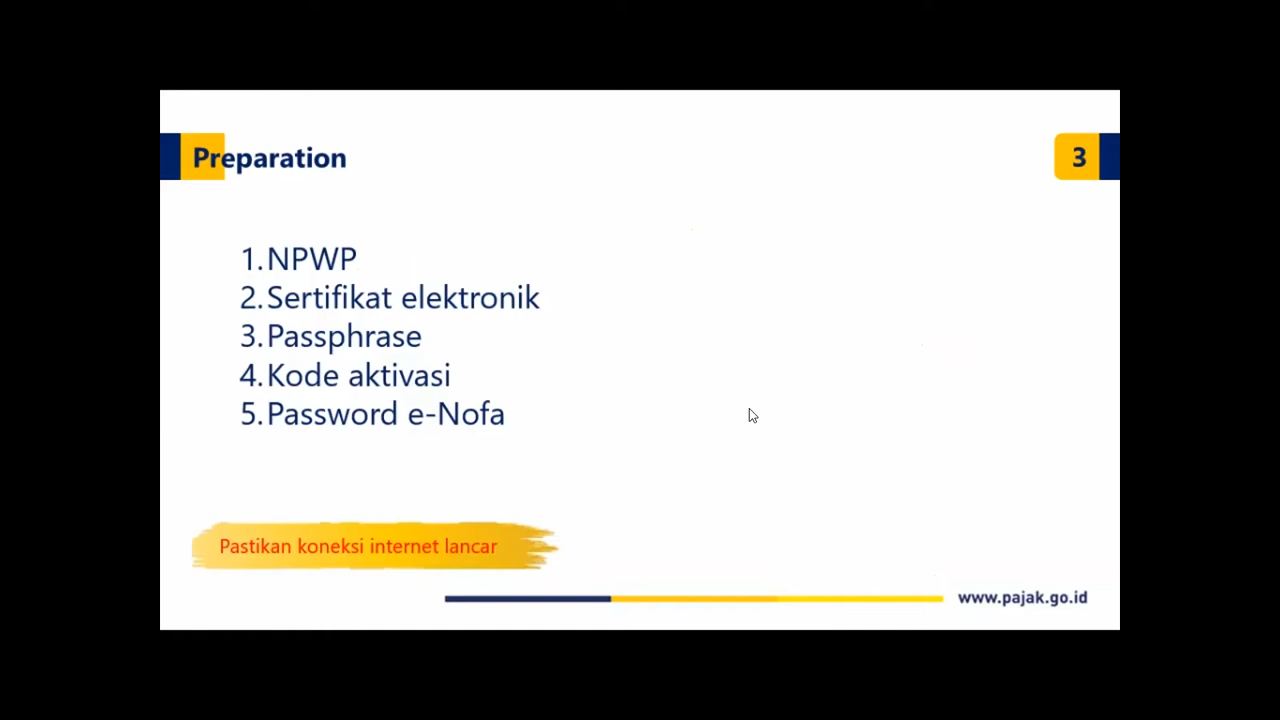 Preparation
3
1.NPWP
2.Sertifikat elektronik
3.Passphrase
4.Kode aktivasi
5.Password e-Nofa
Pastikan koneksi internet lancar
www.pajak.go.id